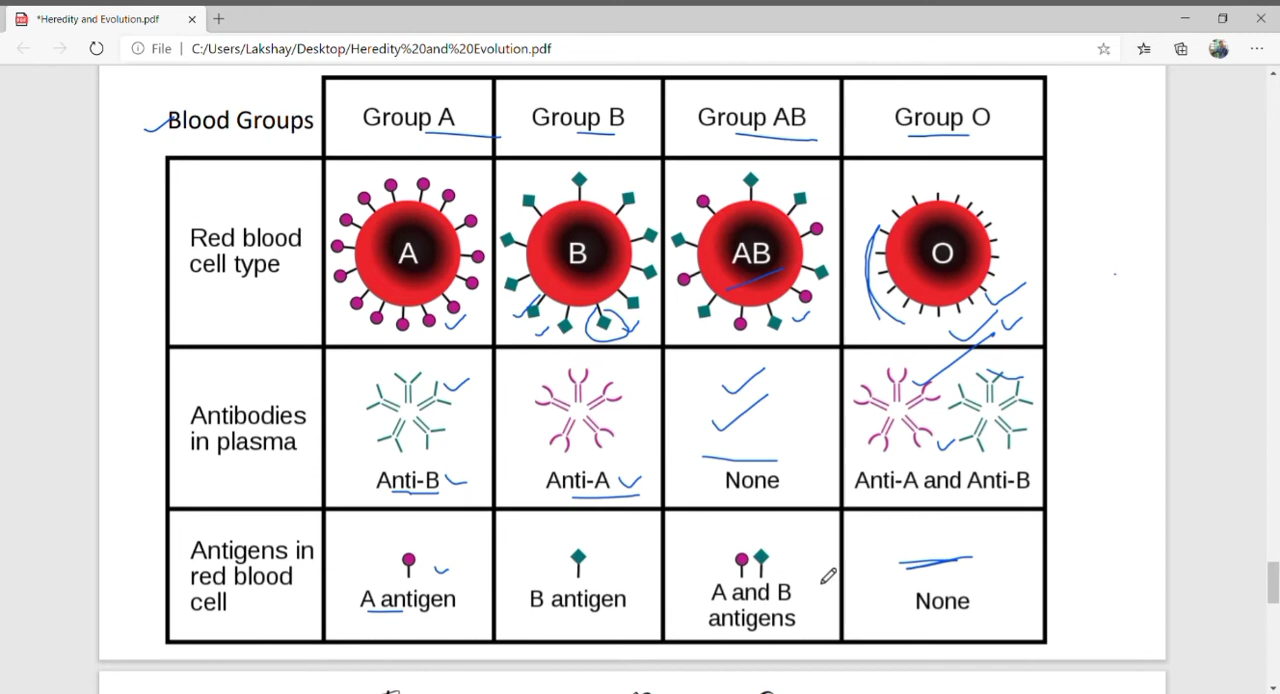 *Heredity and Evolution.pdf
File | C:/Users/Lakshay/Desktop/Heredity%20and%20Evolution.pdf
Blood Groups
Group A
Group B
Group AB
Group O
Red blood
cell type
A
B
AB
O
Antibodies
in plasma
Anti-B
Anti-A
None
Anti-A and Anti-B
Antigens in
red blood
cell
A antigen
B antigen
A and B
antigens
None